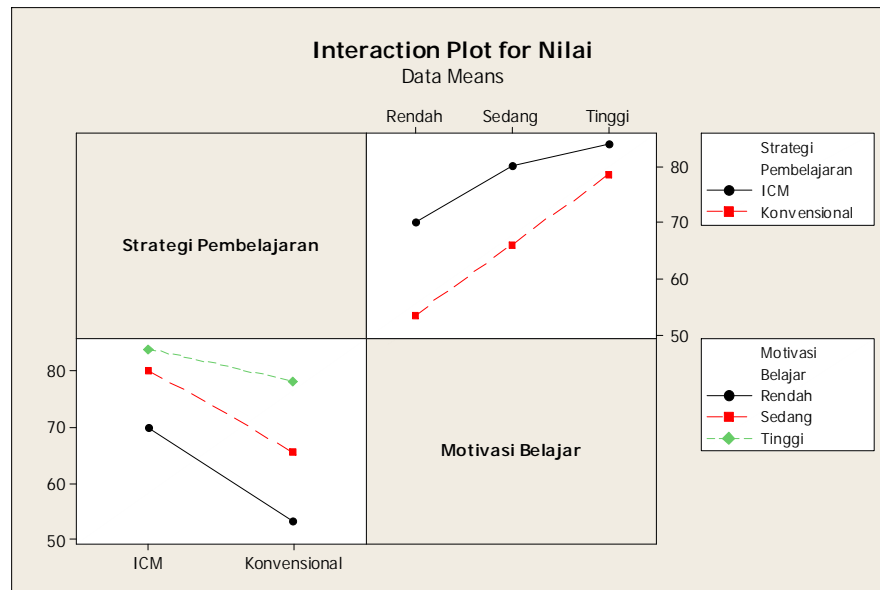 Interaction Plot for Nilai
Data Means
Rendah Sedang Tinggi
80
70
60
50
Strategi
Pembelajaran
ICM
Konvensional
Strategi Pembelajaran
80
70
60
50
Motivasi Belajar
Motivasi
Belajar
Rendah
Sedang
Tinggi
ICM Konvensional